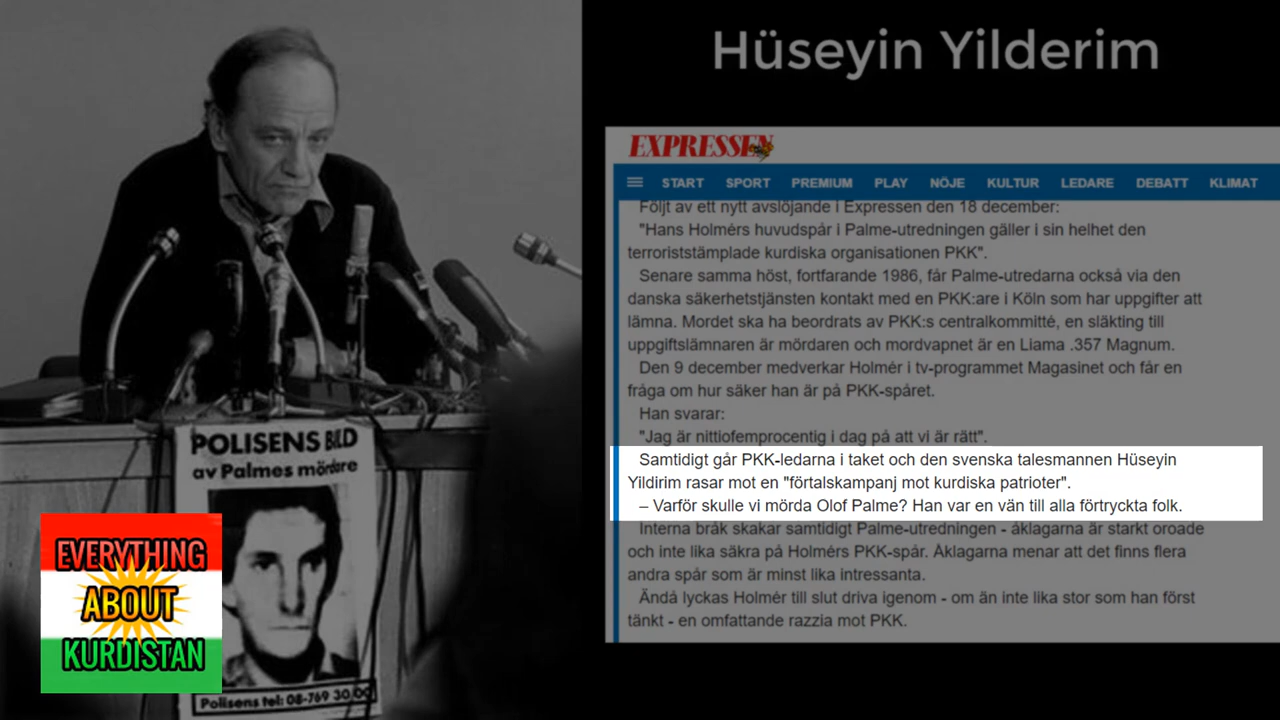 Hüseyin Yilderim
EXPRESSEN
START SPORT PREMIUM PLAY NÖJE KULTUR LEDARE DEBATT KLIMAT
Följt av ett nytt avslöjande i Expressen den 18 december:
"Hans Holmérs huvudspår i Palme-utredningen gäller i sin helhet den
terroriststämplade kurdiska organisationen PKK".
Senare samma höst, fortfarande 1986, får Palme-utredarna också via den
danska säkerhetstjänsten kontakt med en PKK:are i Köln som har uppgifter att
lämna. Mordet ska ha beordrats av PKK:s centralkommitté, en släkting till
uppgiftslämnaren är mördaren och mordvapnet är en Liama .357 Magnum.
Den 9 december medverkar Holmér i tv-programmet Magasinet och får en
fråga om hur säker han är på PKK-spåret.
Han svarar:
"Jag är nittiofemprocentig i dag på att vi är rätt".
Samtidigt går PKK-ledarna i taket och den svenska talesmannen Hüseyin
Yildirim rasar mot en "förtalskampanj mot kurdiska patrioter".
– Varför skulle vi mörda Olof Palme? Han var en vän till alla förtryckta folk.
Interna bråk skakar samtidigt Palme-utredningen - åklagarna är starkt oroade
och inte lika säkra på Holmérs PKK-spår. Åklagarna menar att det finns flera
andra spår som är minst lika intressanta.
Ändå lyckas Holmér till slut driva igenom - om än inte lika stor som han först
tänkt - en omfattande razzia mot PKK.
POLISENS BILD
av Palmes mördare
Polisens tel: 08-769 30 00
EVERYTHING
ABOUT
KURDISTAN